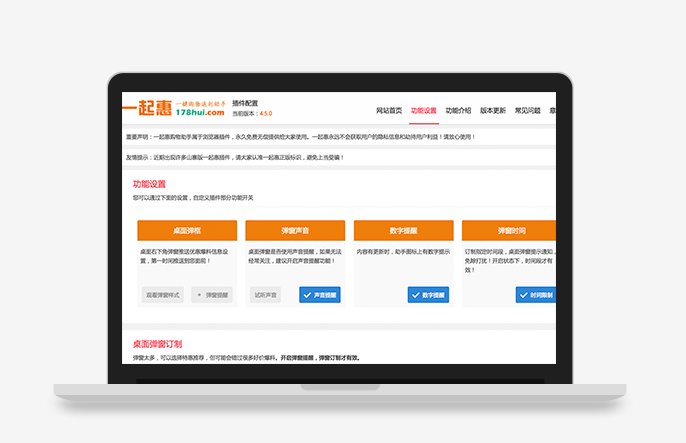 一起惠 一键购物返利助手 插件配置
178hui.com 当前版本：4.5.0
网站首页 功能设置 功能介绍 版本更新 常见问题 意
重要声明：一起惠购物助手属于浏览器插件，永久免费无偿提供给大家使用。一起惠永远不会获取用户的隐私信息和劫持用户利益！请放心使用！
友情提示：近期出现许多山寨版一起惠插件，请大家认准一起惠正版标识，避免上当受骗！
功能设置
您可以通过下面的设置，自定义插件部分功能开关
桌面弹框
桌面右下角弹窗推送优惠爆料信息设
置，第一时间推送到您面前！
观看弹窗样式 × 弹窗提醒
弹窗声音
桌面弹窗是否使用声音提醒，如果无法
经常关注，建议开启声音提醒功能！
试听声音 声音提醒
数字提醒
内容有更新时，助手图标上有数字提示
数字提醒
弹窗时间
订制指定时间段，桌面弹窗提示通知，
免掉打扰！开启状态下，时间段才有
效！
时间限制
桌面弹窗订制
弹窗太多，可以选择特惠推荐，但可能会错过很多好价爆料。开启弹窗提醒，弹窗订制才有效。